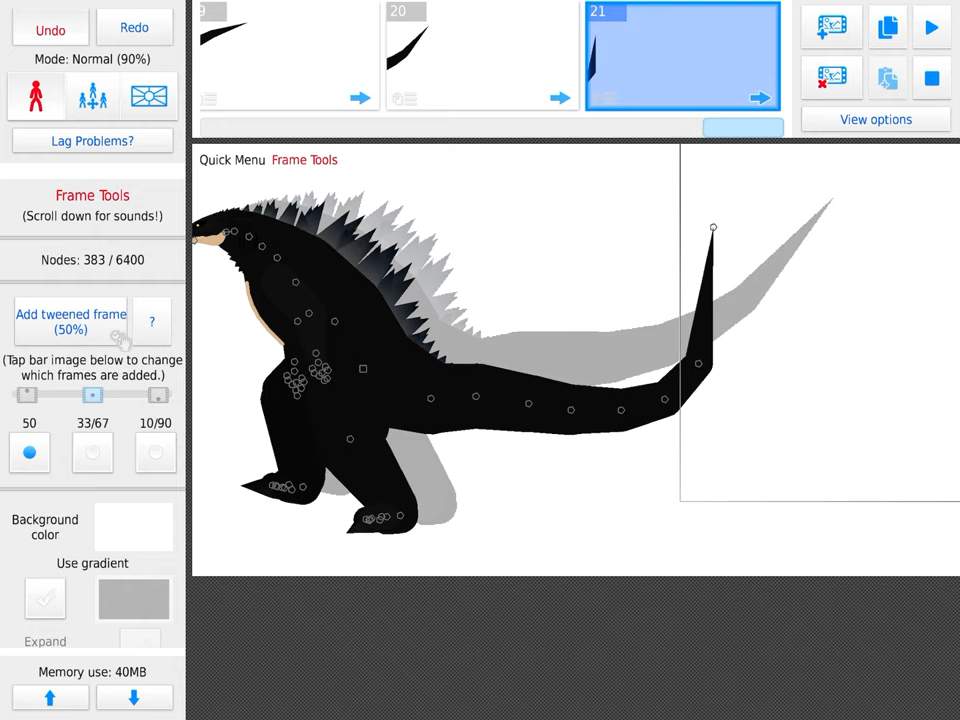 Undo
Redo
Mode: Normal (90%)
Lag Problems?
Frame Tools
(Scroll down for sounds!)
Nodes: 383 / 6400
Add tweened frame
(50%)
?
(Tap bar image below to change
which frames are added.)
50
33/67
10/90
Background
color
Use gradient
Expand
Memory use: 40MB
9
20
21
View options
Quick Menu
Frame Tools